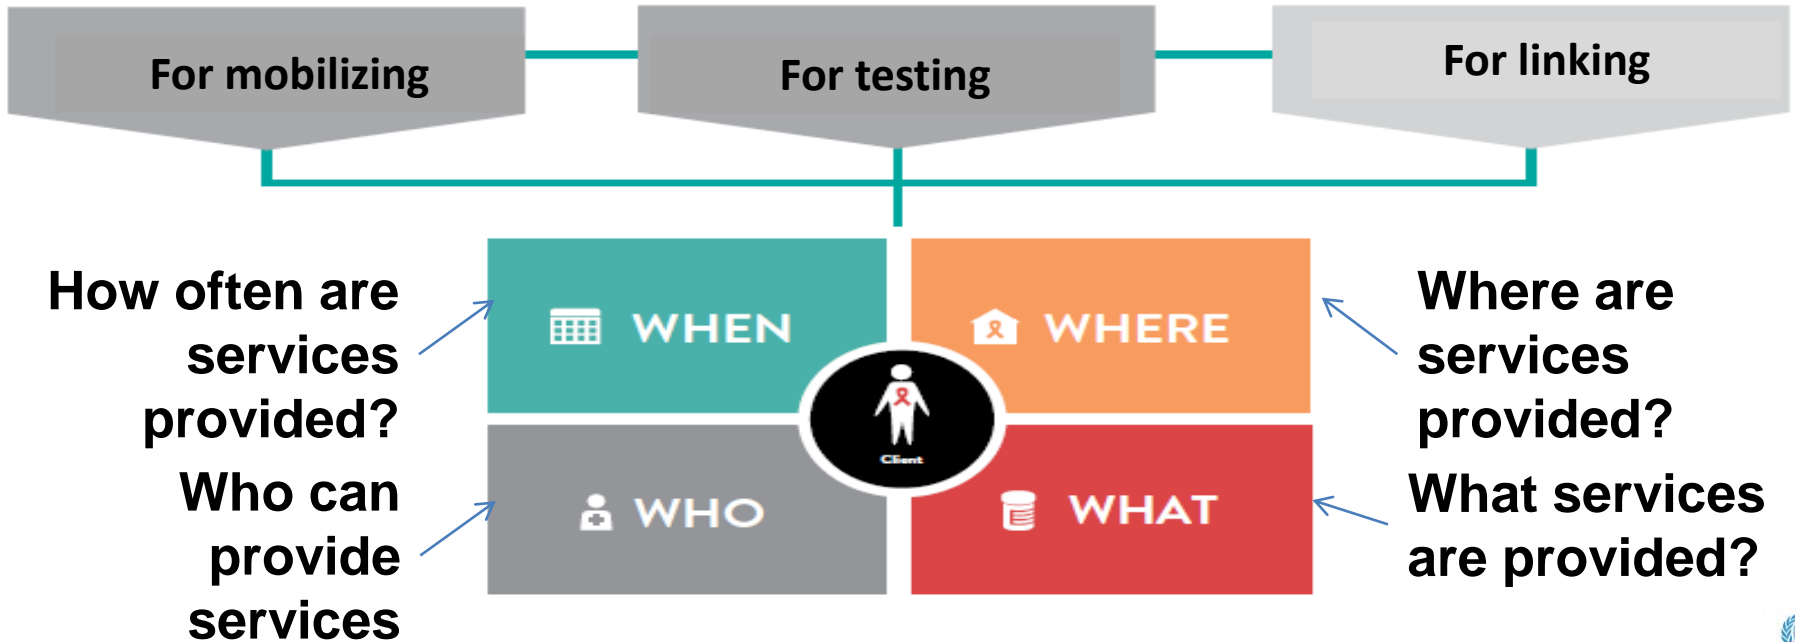 For mobilizing
For testing
For linking
How often are
services
provided?
WHEN
WHERE
Where are
services
provided?
Client
Who can
provide
services
WHO
WHAT
What services
are provided?